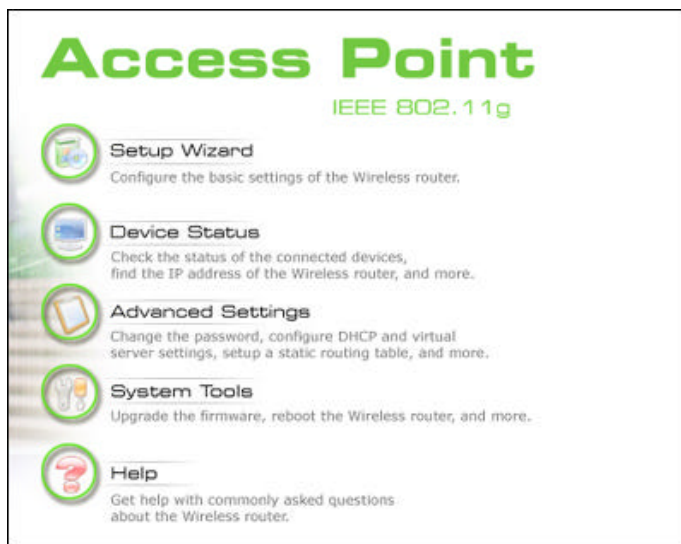 Access Point
IEEE 802.11g
Setup Wizard
Configure the basic settings of the Wireless router.
Device Status
Check the status of the connected devices,
find the IP address of the Wireless router, and more.
Advanced Settings
Change the password, configure DHCP and virtual
server settings, setup a static routing table, and more.
System Tools
Upgrade the firmware, reboot the Wireless router, and more.
Help
Get help with commonly asked questions
about the Wireless router.